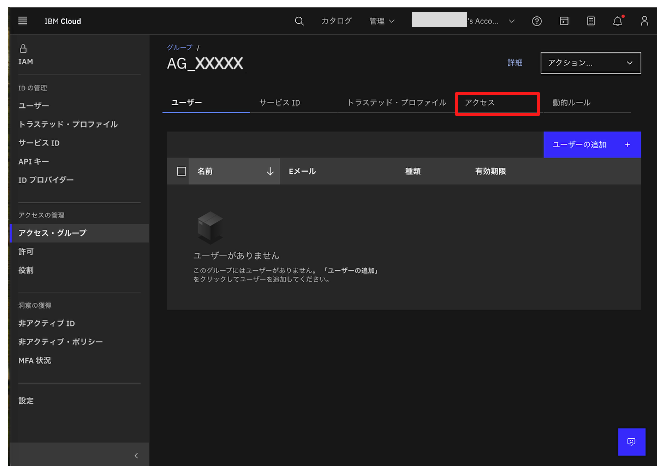 IBM Cloud
カタログ
管理
's Acco...
IAM
ID の管理
ユーザー
トラステッド・プロファイル
サービス ID
API キー
ID プロバイダー
アクセスの管理
アクセス・グループ
許可
役割
洞察の獲得
非アクティブ ID
非アクティブ・ポリシー
MFA 状況
設定
グループ /
AG_XXXXX
詳細
アクション...
ユーザー
サービス ID
トラステッド・プロファイル
アクセス
動的ルール
ユーザーの追加 +
名前
Eメール
種類
有効期限
ユーザーがありません
このグループにはユーザーがありません。「ユーザーの追加」
をクリックしてユーザーを追加してください。